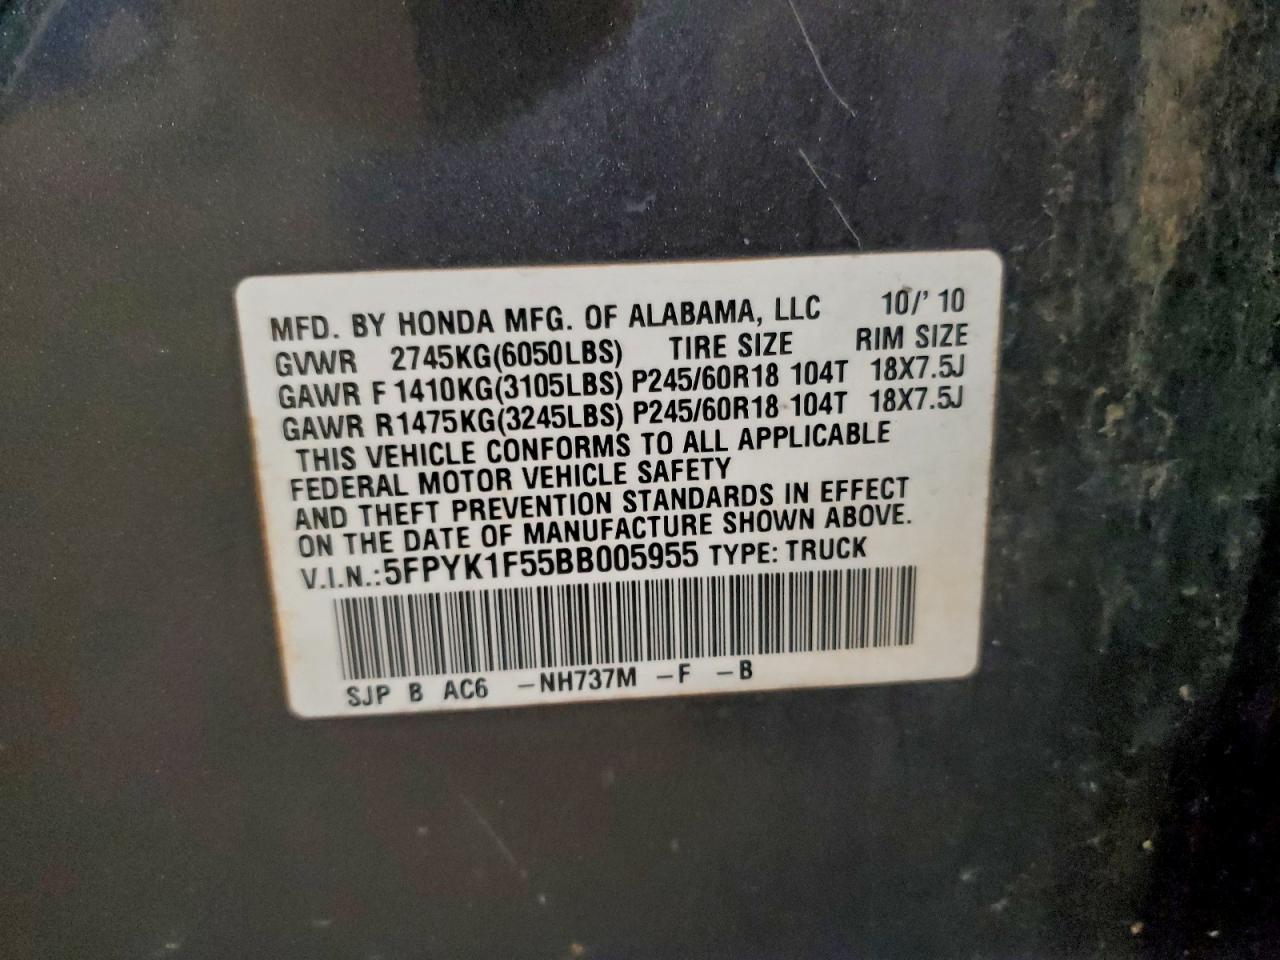 MFD. BY HONDA MFG. OF ALABAMA, LLC 10/' 10
GVWR 2745KG(6050LBS) TIRE SIZE RIM SIZE
GAWR F 1410KG(3105LBS) P245/60R18 104T 18X7.5J
GAWR R1475KG(3245LBS) P245/60R18 104T 18X7.5J
THIS VEHICLE CONFORMS TO ALL APPLICABLE
FEDERAL MOTOR VEHICLE SAFETY
AND THEFT PREVENTION STANDARDS IN EFFECT
ON THE DATE OF MANUFACTURE SHOWN ABOVE.
V.I.N.:5FPYK1F55BB005955 TYPE: TRUCK
SJP B AC6 -NH737M -F -B